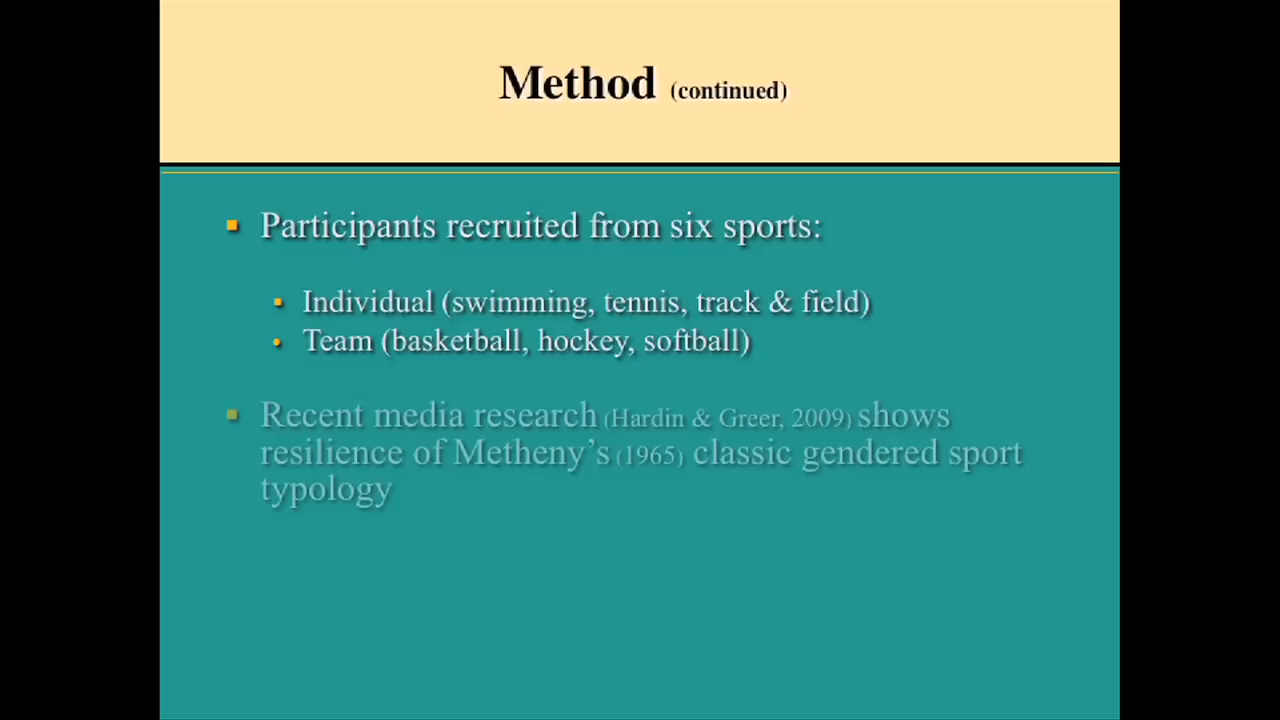 Method (continued)
Participants recruited from six sports:
Individual (swimming, tennis, track & field)
Team (basketball, hockey, softball)
Recent media research (Hardin & Greer, 2009) shows
resilience of Metheny’s (1965) classic gendered sport
typology